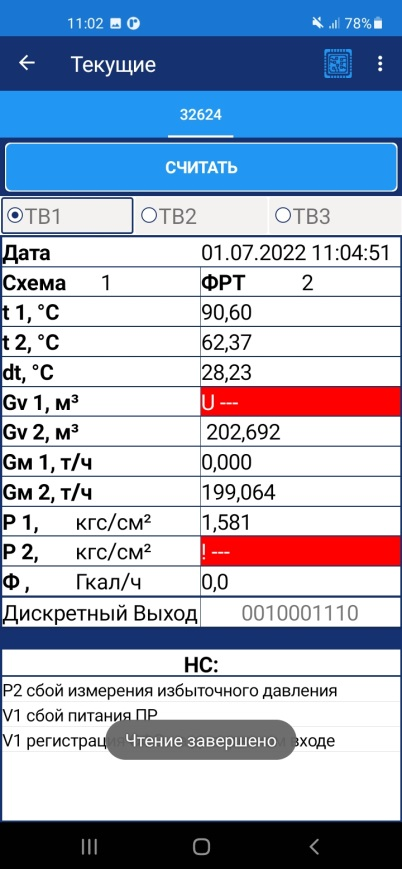 11:02 78%
Текущие
32624
СЧИТАТЬ
ТВ1 ТВ2 ТВ3
Дата 01.07.2022 11:04:51
Схема 1 ФРТ 2
t 1, °C 90,60
t 2, °C 62,37
dt, °C 28,23
Gv 1, м³ U ---
Gv 2, м³ 202,692
Gм 1, т/ч 0,000
Gм 2, т/ч 199,064
P 1, кгс/см² 1,581
P 2, кгс/см² ! ---
Ф , Гкал/ч 0,0
Дискретный Выход 0010001110
НС:
P2 сбой измерения избыточного давления
V1 сбой питания ПР
V1 регистрац входе
Чтение завершено